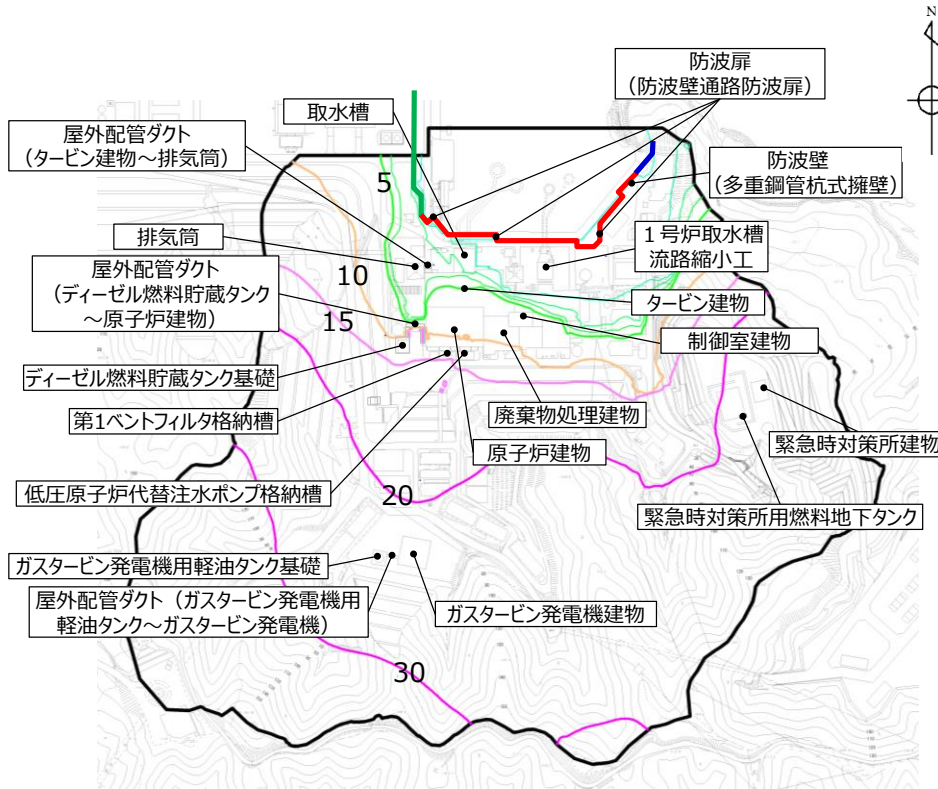 N
防波扉
（防波壁通路防波扉）
取水槽
屋外配管ダクト
（タービン建物～排気筒）
防波壁
（多重鋼管杭式擁壁）
5
排気筒
１号炉取水槽
流路縮小工
10
屋外配管ダクト
（ディーゼル燃料貯蔵タンク
～原子炉建物）
タービン建物
15
制御室建物
ディーゼル燃料貯蔵タンク基礎
第1ベントフィルタ格納槽
廃棄物処理建物
緊急時対策所建物
原子炉建物
低圧原子炉代替注水ポンプ格納槽
20
緊急時対策所用燃料地下タンク
ガスタービン発電機用軽油タンク基礎
屋外配管ダクト（ガスタービン発電機用
軽油タンク～ガスタービン発電機）
ガスタービン発電機建物
30